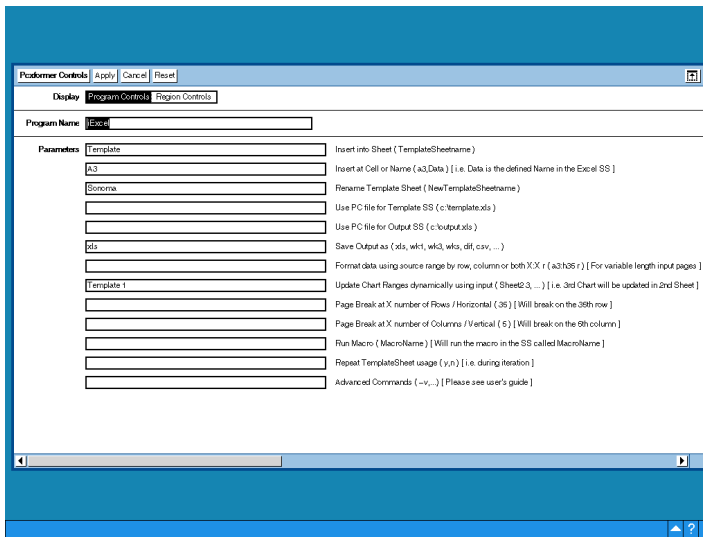 Pcxformer Controls Apply Cancel Reset
Display Program Controls Region Controls
Program Name iExcel
Parameters Template Insert into Sheet ( TemplateSheetname )
A3 Insert at Cell or Name ( a3,Data ) [ i.e. Data is the defined Name in the Excel SS ]
Sonoma Rename Template Sheet ( NewTemplateSheetname )
Use PC file for Template SS ( c:\template.xls )
Use PC file for Output SS ( c:\output.xls )
xls Save Output as ( xls, wk1, wk3, wks, dif, csv, ... )
Format data using source range by row, column or both X:X r ( a3:h35 r ) [ For variable length input pages ]
Template 1 Update Chart Ranges dynamically using input ( Sheet2 3, ... ) [ i.e. 3rd Chart will be updated in 2nd Sheet ]
Page Break at X number of Rows / Horizontal ( 35 ) [ Will break on the 35th row ]
Page Break at X number of Columns / Vertical ( 5 ) [ Will break on the 5th column ]
Run Macro ( MacroName ) [ Will run the macro in the SS called MacroName ]
Repeat TemplateSheet usage ( y,n ) [ i.e. during iteration ]
Advanced Commands ( ~v,...) [ Please see user's guide ]
?